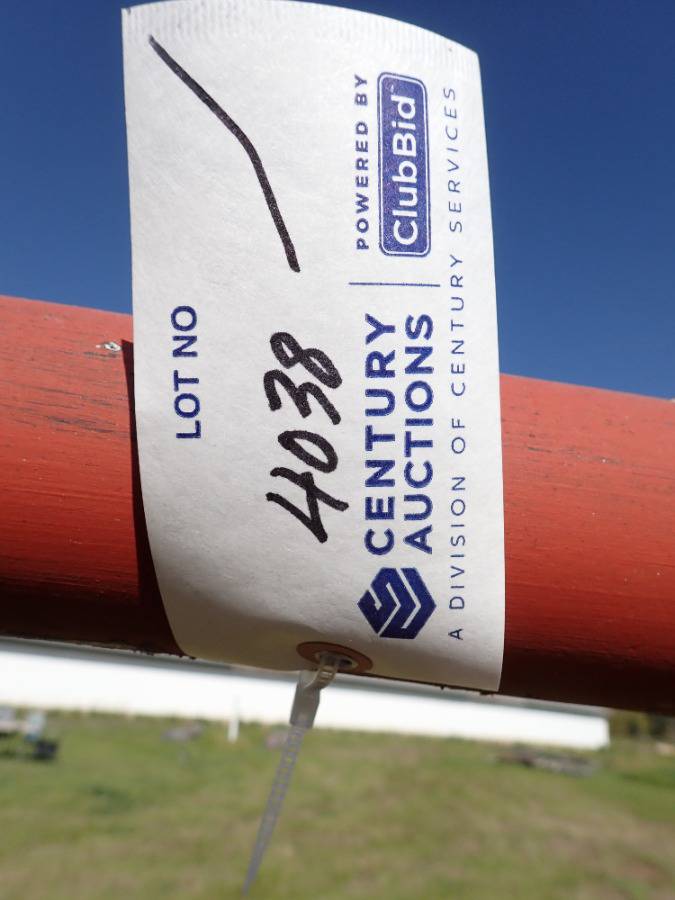 LOT NO
4038
CENTURY
AUCTIONS
POWERED BY
ClubBid
A DIVISION OF CENTURY SERVICES